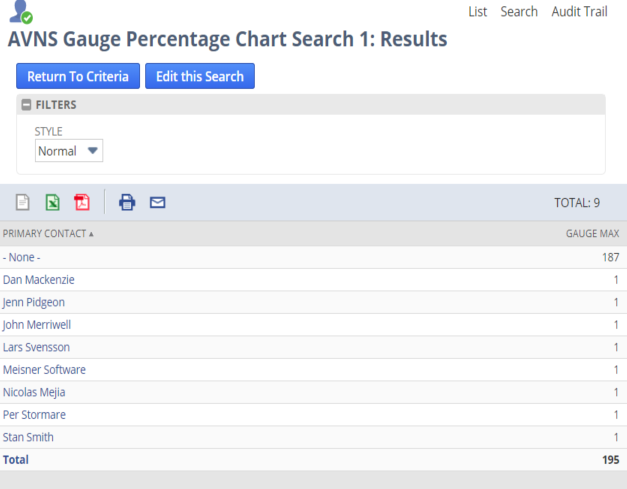 List Search Audit Trail
AVNS Gauge Percentage Chart Search 1: Results
Return To Criteria Edit this Search
FILTERS
STYLE
Normal
TOTAL: 9
PRIMARY CONTACT GAUGE MAX
- None - 187
Dan Mackenzie 1
Jenn Pidgeon 1
John Merriwell 1
Lars Svensson 1
Meisner Software 1
Nicolas Mejia 1
Per Stormare 1
Stan Smith 1
Total 195